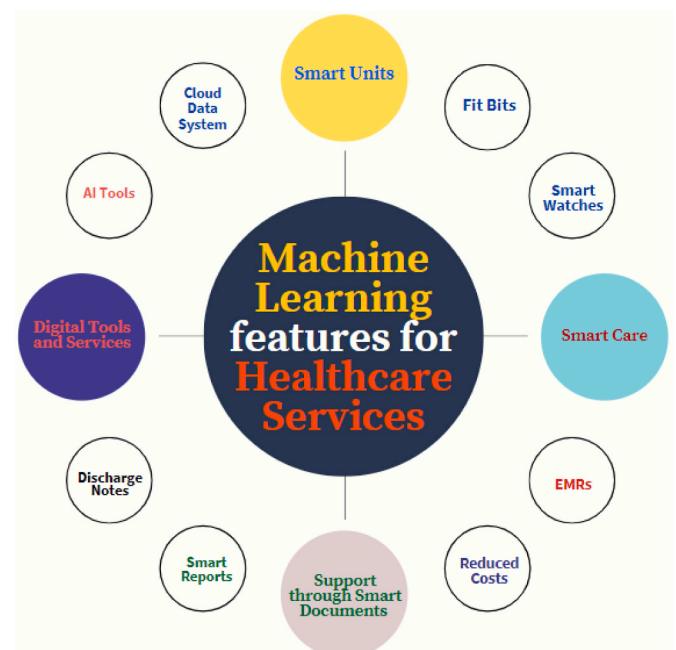 Smart Units
Cloud
Data
System
Fit Bits
AI Tools
Smart
Watches
Machine
Learning
features for
Healthcare
Services
Digital Tools
and Services
Smart Care
Discharge
Notes
EMRs
Smart
Reports
Support
through Smart
Documents
Reduced
Costs